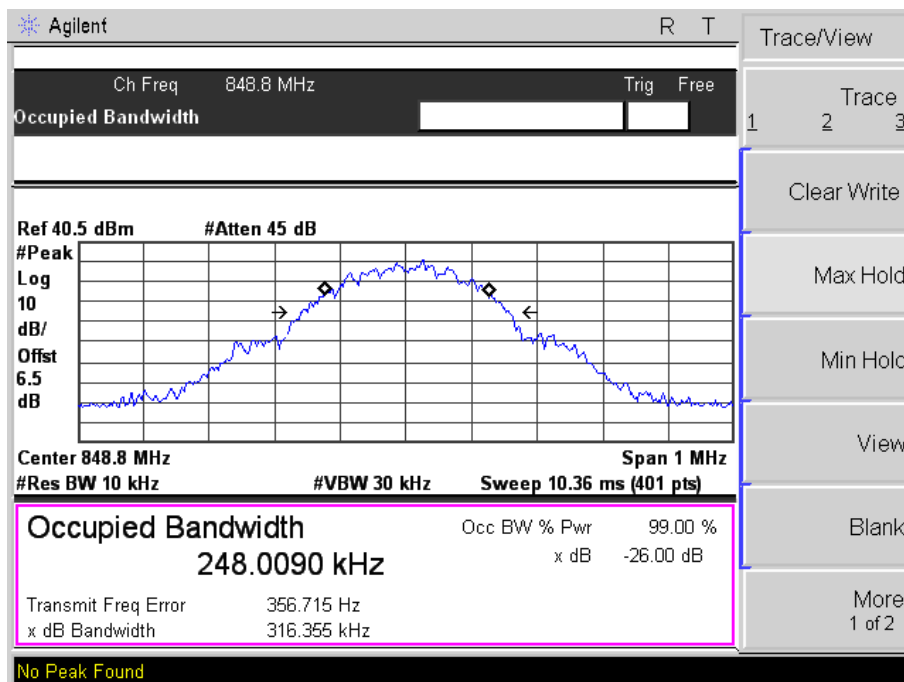 Agilent R T
Trace/View
Ch Freq 848.8 MHz Trig Free
Occupied Bandwidth
Trace
1 2 3
Clear Write
Max Hold
Min Hold
View
Blank
More
1 of 2
Ref 40.5 dBm #Atten 45 dB
#Peak
Log
10
dB/
Offst
6.5
dB
Center 848.8 MHz Span 1 MHz
#Res BW 10 kHz #VBW 30 kHz Sweep 10.36 ms (401 pts)
Occupied Bandwidth
248.0090 kHz
Occ BW % Pwr 99.00 %
x dB -26.00 dB
Transmit Freq Error 356.715 Hz
x dB Bandwidth 316.355 kHz
No Peak Found